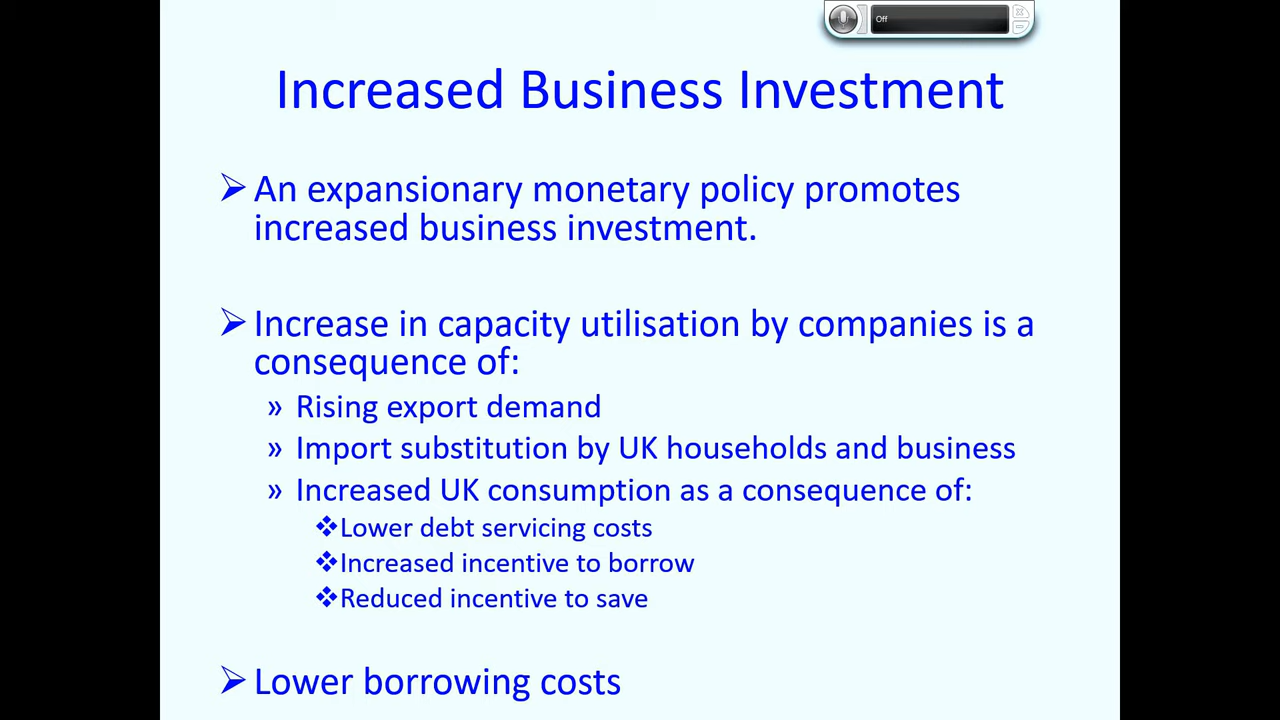 Off
Increased Business Investment
An expansionary monetary policy promotes
increased business investment.
Increase in capacity utilisation by companies is a
consequence of:
» Rising export demand
» Import substitution by UK households and business
» Increased UK consumption as a consequence of:
❖Lower debt servicing costs
❖Increased incentive to borrow
❖Reduced incentive to save
Lower borrowing costs